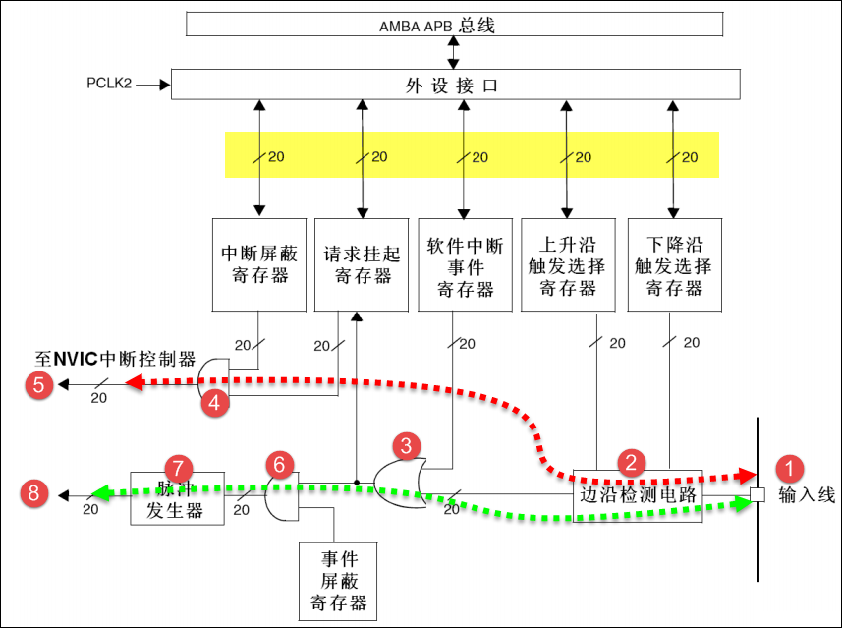 AMBA APB 总线
PCLK2
外设接口
20
20
20
20
20
中断屏蔽
寄存器
请求挂起
寄存器
软件中断
事件
寄存器
上升沿
触发选择
寄存器
下降沿
触发选择
寄存器
20
20
20
20
20
至NVIC中断控制器
5
20
4
3
2
1
输入线
边沿检测电路
20
6
7
8
20
脉冲
发生器
20
事件
屏蔽
寄存器